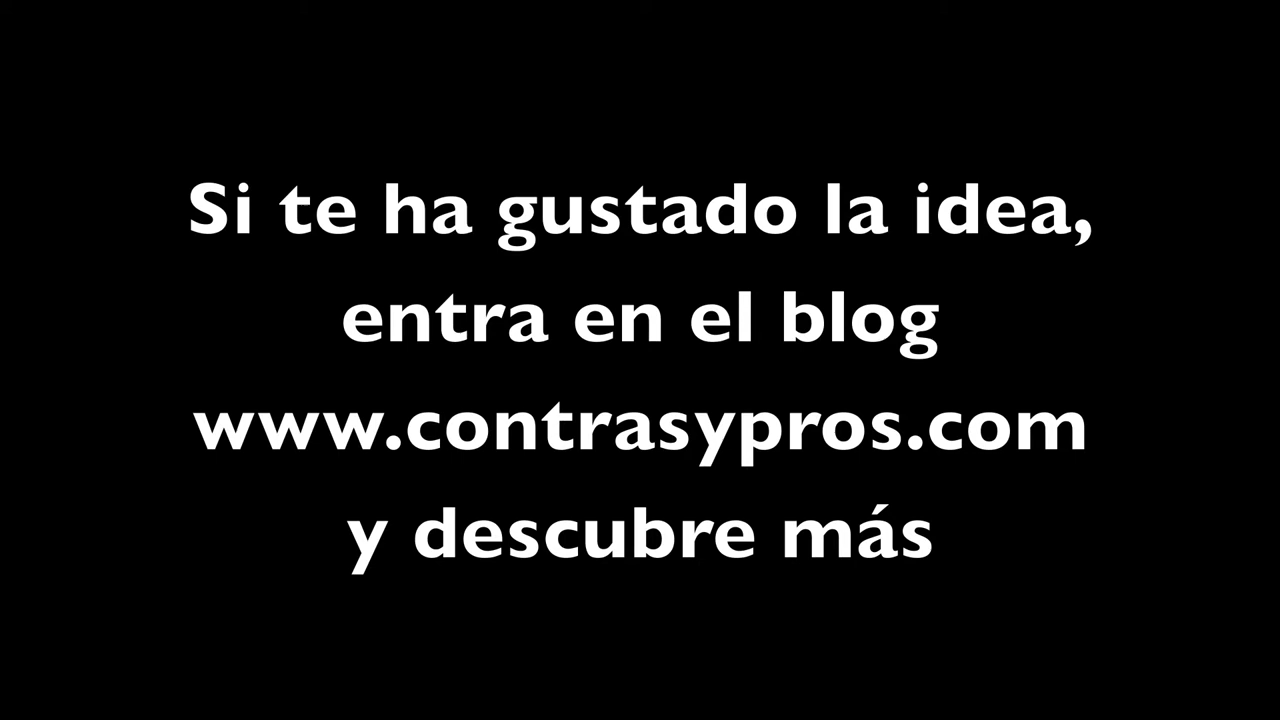 Si te ha gustado la idea,
entra en el blog
www.contrasypros.com
y descubre más